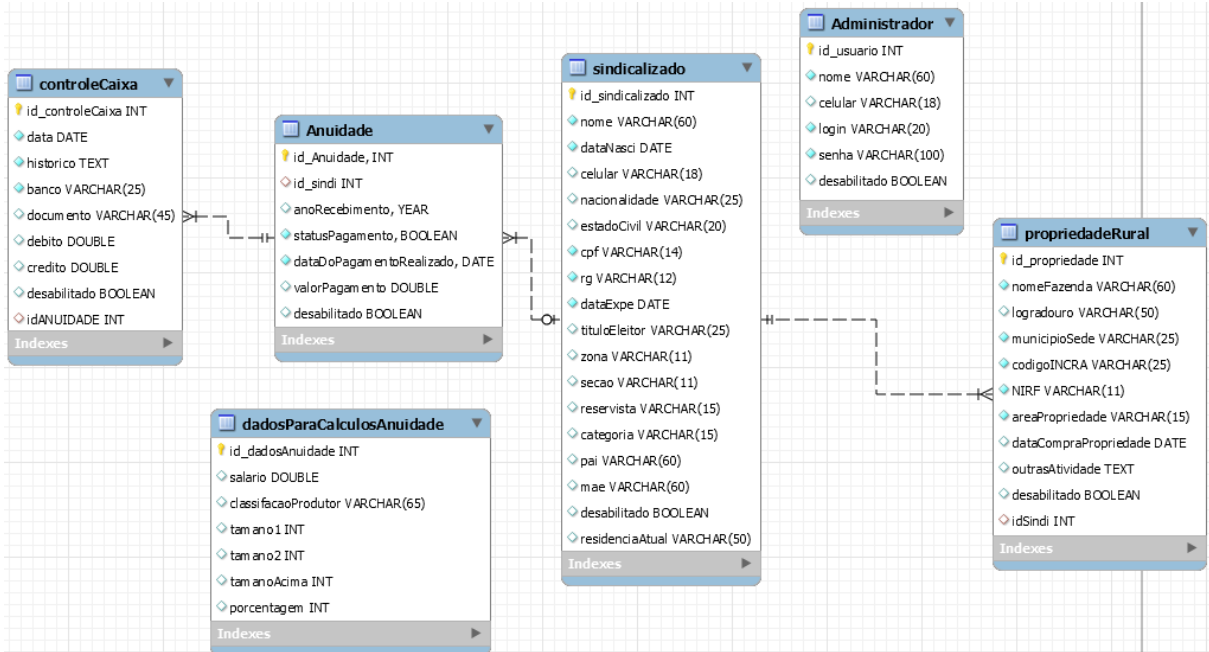 controleCaixa
id_controleCaixa INT
data DATE
historico TEXT
banco VARCHAR(25)
documento VARCHAR(45)
debito DOUBLE
credito DOUBLE
desabilitado BOOLEAN
idANUIDADE INT
Indexes
Anuidade
id_Anuidade, INT
id_sindi INT
anoRecebimento, YEAR
statusPagamento, BOOLEAN
dataDoPagamentoRealizado, DATE
valorPagamento DOUBLE
desabilitado BOOLEAN
Indexes
dadosParaCalculosAnuidade
id_dadosAnuidade INT
salario DOUBLE
classifacaoProdutor VARCHAR(65)
tamano1 INT
tamano2 INT
tamanoAcima INT
porcentagem INT
Indexes
sindicalizado
id_sindicalizado INT
nome VARCHAR(60)
dataNasci DATE
celular VARCHAR(18)
nacionalidade VARCHAR(25)
estadoCivil VARCHAR(20)
cpf VARCHAR(14)
rg VARCHAR(12)
dataExpe DATE
tituloEleitor VARCHAR(25)
zona VARCHAR(11)
secao VARCHAR(11)
reservista VARCHAR(15)
categoria VARCHAR(15)
pai VARCHAR(60)
mae VARCHAR(60)
desabilitado BOOLEAN
residenciaAtual VARCHAR(50)
Indexes
Administrador
id_usuario INT
nome VARCHAR(60)
celular VARCHAR(18)
login VARCHAR(20)
senha VARCHAR(100)
desabilitado BOOLEAN
Indexes
propriedadeRural
id_propriedade INT
nomeFazenda VARCHAR(60)
logradouro VARCHAR(50)
municipioSede VARCHAR(25)
codigoINCRA VARCHAR(25)
NIRF VARCHAR(11)
areaPropriedade VARCHAR(15)
dataCompraPropriedade DATE
outrasAtividade TEXT
desabilitado BOOLEAN
idSindi INT
Indexes